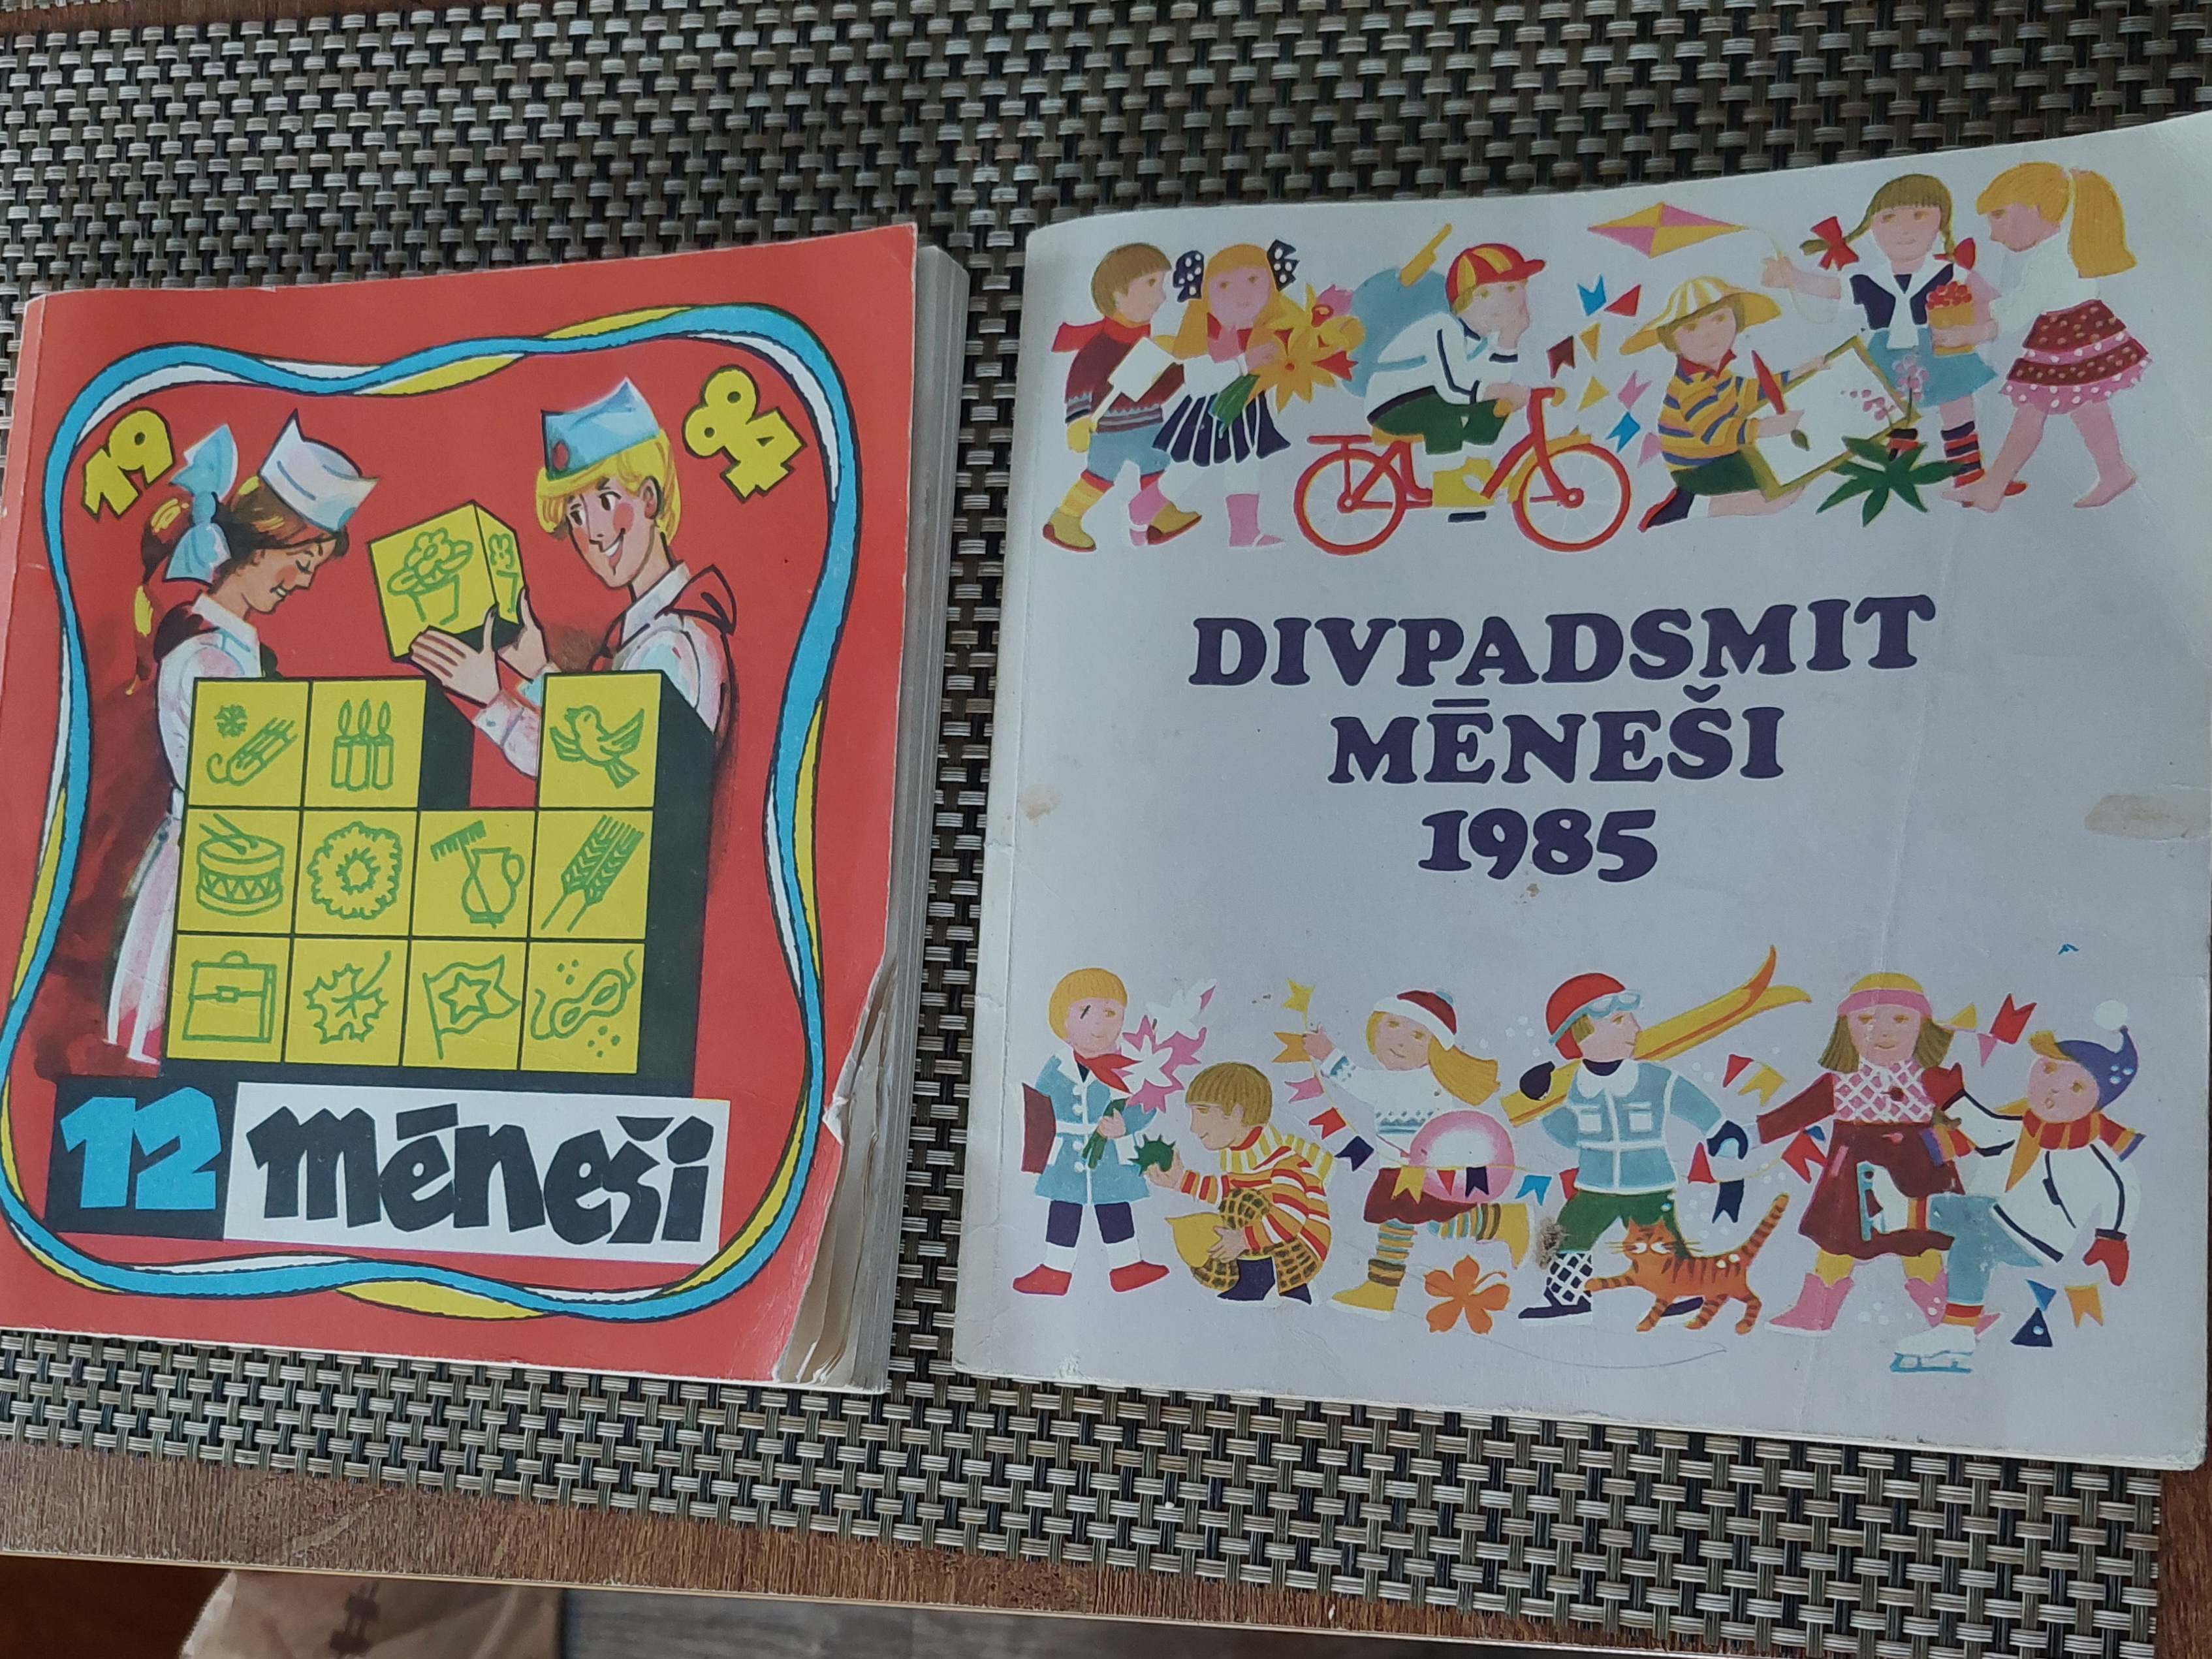 19 84
12 mēneši
DIVPADSMIT
MĒNEŠI
1985